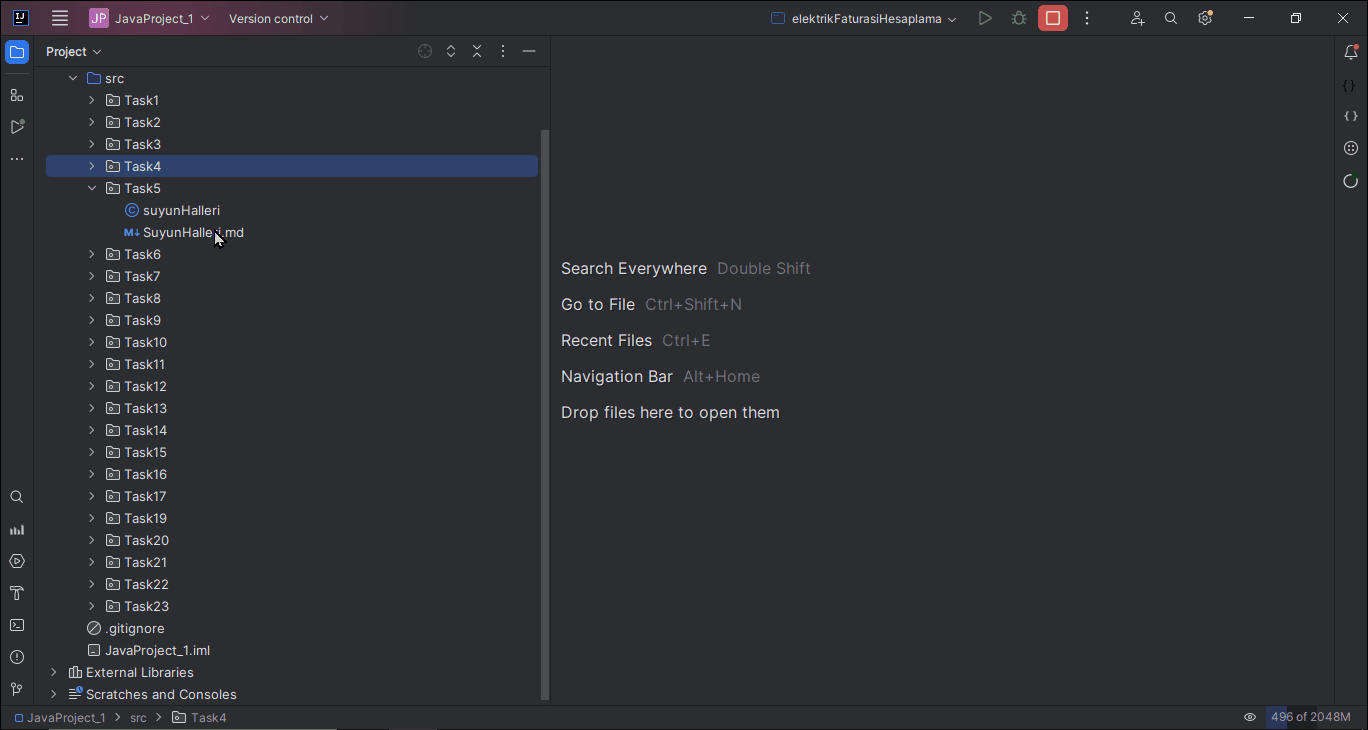 JP JavaProject_1 Version control elektrikFaturasiHesaplama
Project
src
Task1
Task2
Task3
Task4
Task5
suyunHalleri
M↓ SuyunHalleri.md
Task6
Task7
Task8
Task9
Task10
Task11
Task12
Task13
Task14
Task15
Task16
Task17
Task19
Task20
Task21
Task22
Task23
.gitignore
JavaProject_1.iml
External Libraries
Scratches and Consoles
Search Everywhere Double Shift
Go to File Ctrl+Shift+N
Recent Files Ctrl+E
Navigation Bar Alt+Home
Drop files here to open them
JavaProject_1 > src > Task4 496 of 2048M